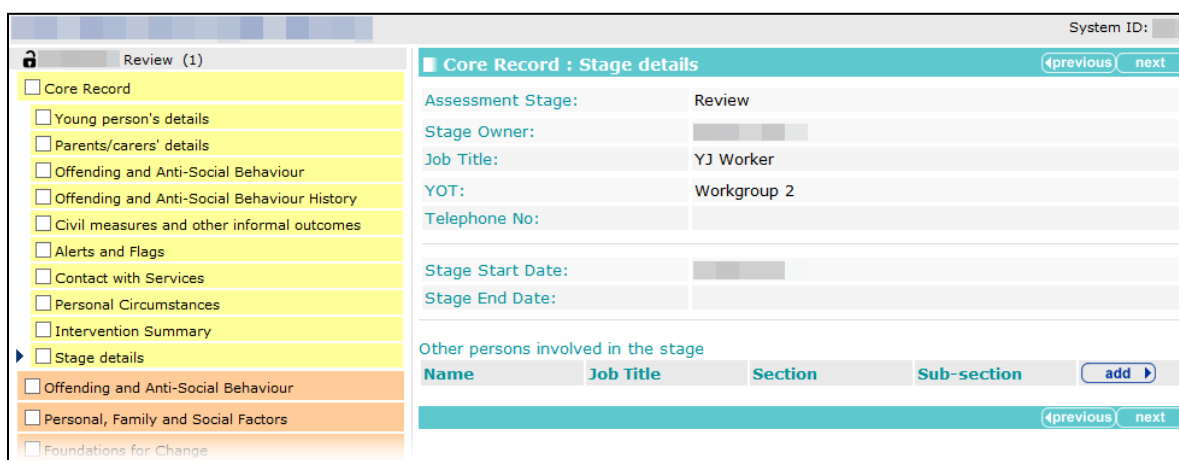 System ID:
Review (1)
Core Record
Young person's details
Parents/carers' details
Offending and Anti-Social Behaviour
Offending and Anti-Social Behaviour History
Civil measures and other informal outcomes
Alerts and Flags
Contact with Services
Personal Circumstances
Intervention Summary
Stage details
Offending and Anti-Social Behaviour
Personal, Family and Social Factors
Foundations for Change
Core Record : Stage details previous next
Assessment Stage: Review
Stage Owner:
Job Title: YJ Worker
YOT: Workgroup 2
Telephone No:
Stage Start Date:
Stage End Date:
Other persons involved in the stage
Name Job Title Section Sub-section add
previous next